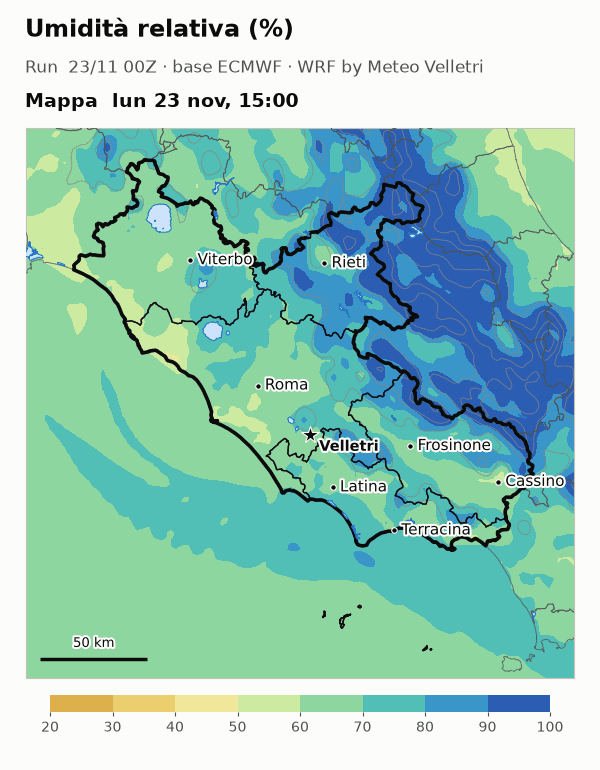 Umidità relativa (%)
Run  23/11 00Z · base ECMWF · WRF by Meteo Velletri
Mappa  lun 23 nov, 15:00
Viterbo
Rieti
Roma
Velletri
Frosinone
Cassino
Latina
Terracina
50 km
20 30 40 50 60 70 80 90 100